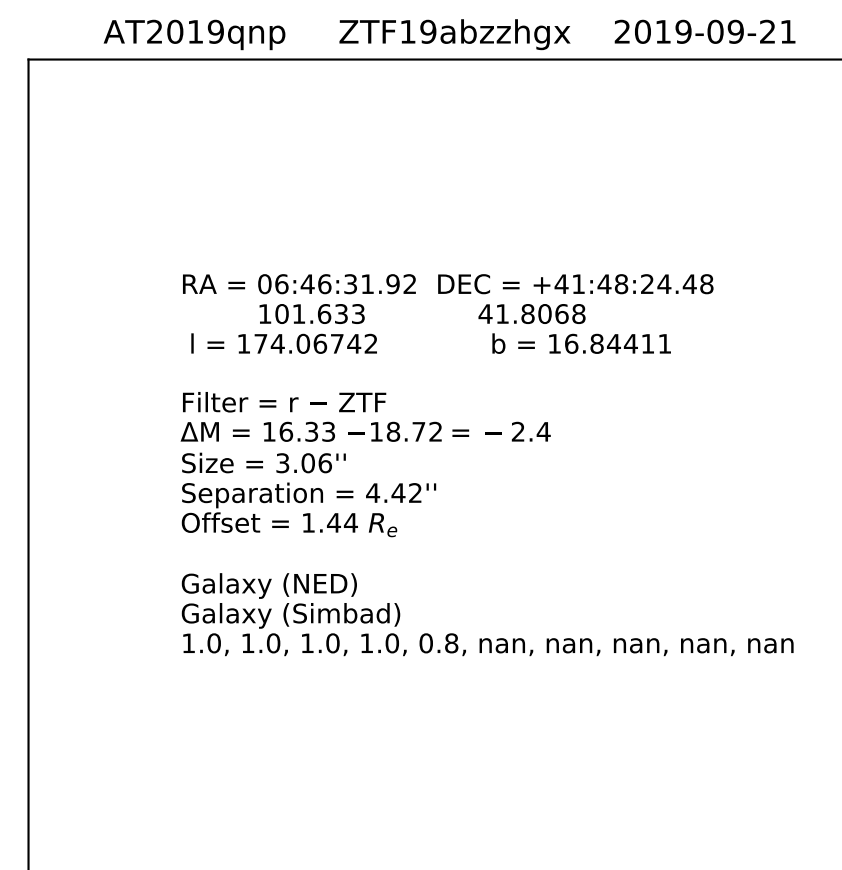 AT2019qnp ZTF19abzzhgx 2019-09-21
RA = 06:46:31.92 DEC = +41:48:24.48
101.633 41.8068
l = 174.06742 b = 16.84411
Filter = r − ZTF
ΔM = 16.33 −18.72 = −2.4
Size = 3.06''
Separation = 4.42''
Offset = 1.44 Re
Galaxy (NED)
Galaxy (Simbad)
1.0, 1.0, 1.0, 1.0, 0.8, nan, nan, nan, nan, nan